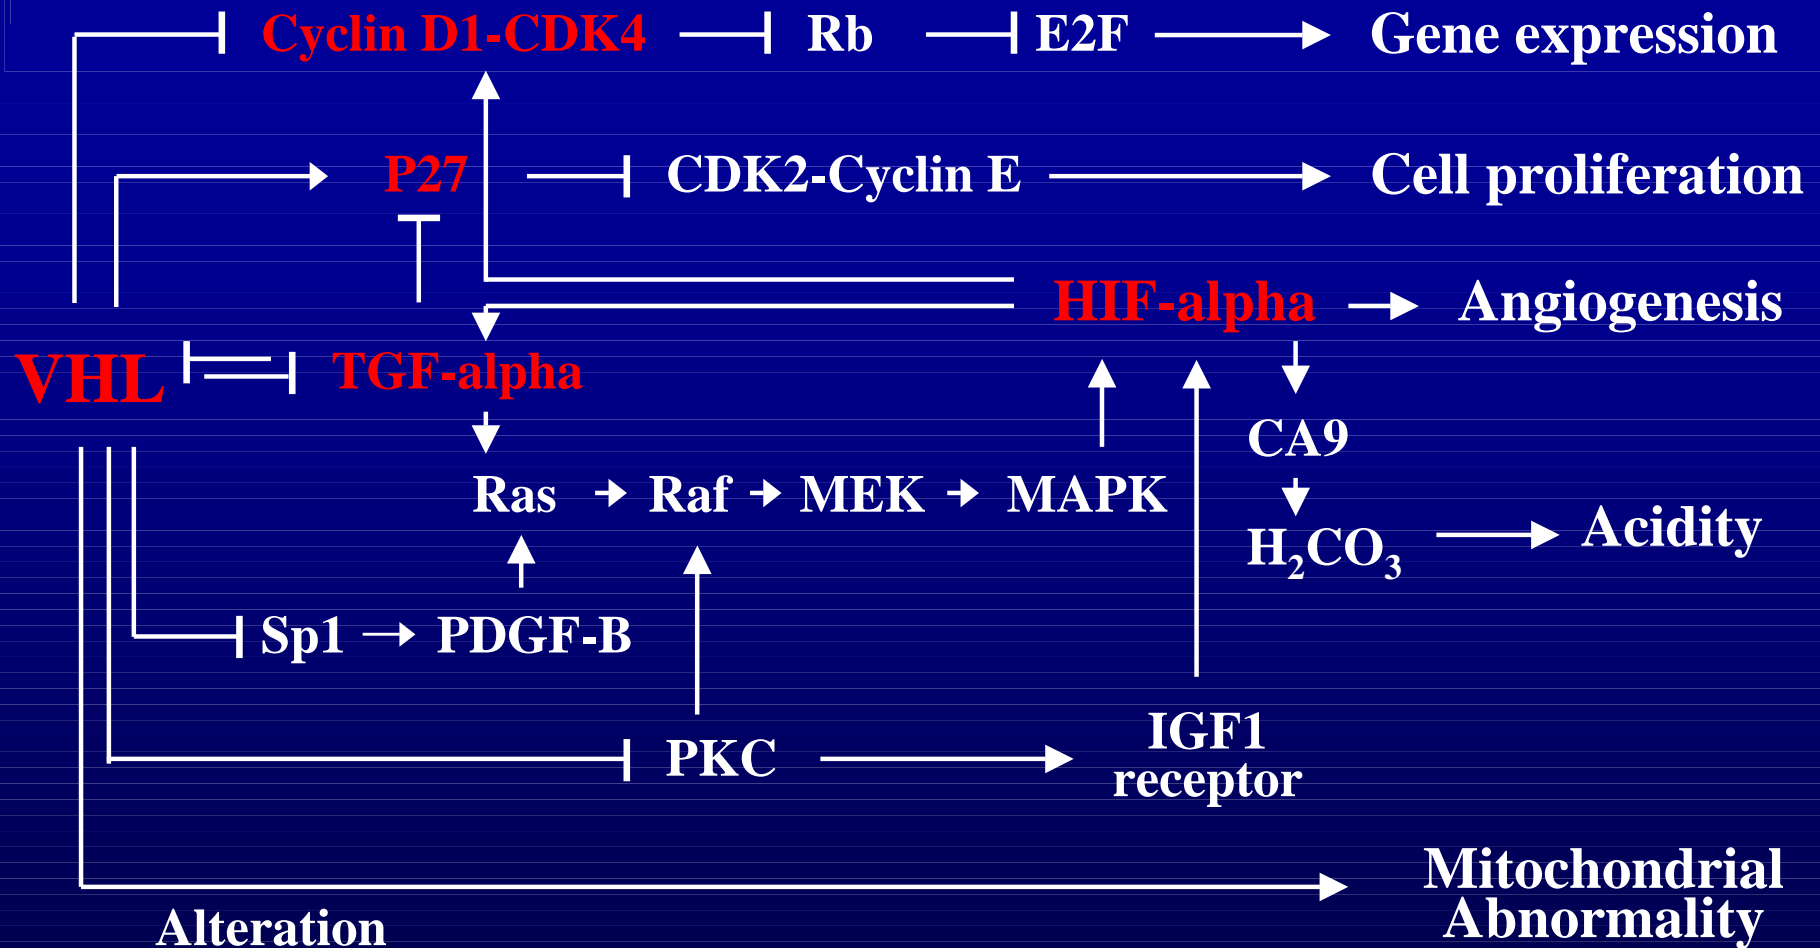 Cyclin D1-CDK4 Rb E2F Gene expression
P27 CDK2-Cyclin E Cell proliferation
HIF-alpha Angiogenesis
VHL TGF-alpha
CA9
Ras Raf MEK MAPK
H₂CO₃ Acidity
Sp1 PDGF-B
PKC IGF1
receptor
Mitochondrial
Abnormality
Alteration